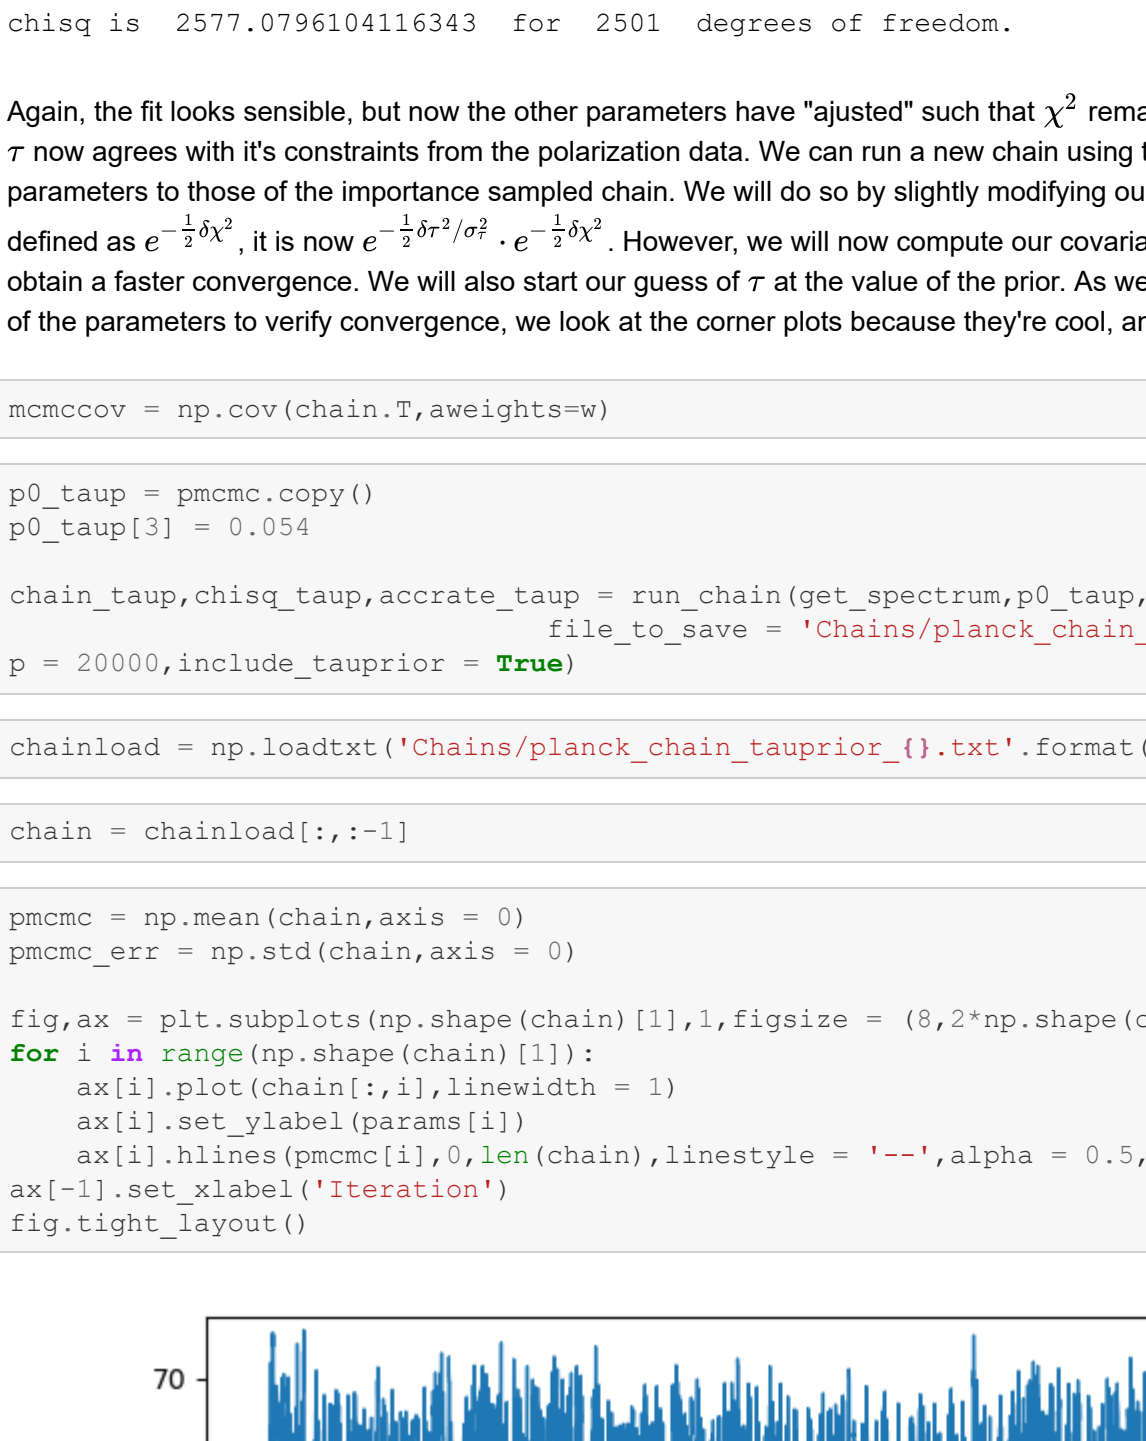 chisq is  2577.0796104116343  for  2501  degrees of freedom.
Again, the fit looks sensible, but now the other parameters have "ajusted" such that χ² rema
τ now agrees with it's constraints from the polarization data. We can run a new chain using t
parameters to those of the importance sampled chain. We will do so by slightly modifying ou
defined as e^{-\frac{1}{2}δχ²}, it is now e^{-\frac{1}{2}δτ²/σ_τ²} · e^{-\frac{1}{2}δχ²}. However, we will now compute our covaria
obtain a faster convergence. We will also start our guess of τ at the value of the prior. As we
of the parameters to verify convergence, we look at the corner plots because they're cool, an
mcmccov = np.cov(chain.T,aweights=w)
p0_taup = pmcmc.copy()
p0_taup[3] = 0.054
chain_taup,chisq_taup,accrate_taup = run_chain(get_spectrum,p0_taup,
file_to_save = 'Chains/planck_chain_
p = 20000,include_tauprior = True)
chainload = np.loadtxt('Chains/planck_chain_tauprior_{}.txt'.format(
chain = chainload[:,:-1]
pmcmc = np.mean(chain,axis = 0)
pmcmc_err = np.std(chain,axis = 0)
fig,ax = plt.subplots(np.shape(chain)[1],1,figsize = (8,2*np.shape(c
for i in range(np.shape(chain)[1]):
    ax[i].plot(chain[:,i],linewidth = 1)
    ax[i].set_ylabel(params[i])
    ax[i].hlines(pmcmc[i],0,len(chain),linestyle = '--',alpha = 0.5,
ax[-1].set_xlabel('Iteration')
fig.tight_layout()
70